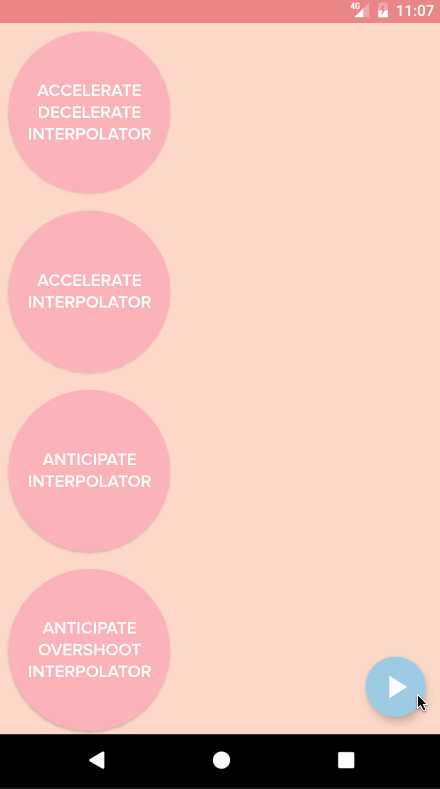 4G 11:07
ACCELERATE
DECELERATE
INTERPOLATOR
ACCELERATE
INTERPOLATOR
ANTICIPATE
INTERPOLATOR
ANTICIPATE
OVERSHOOT
INTERPOLATOR